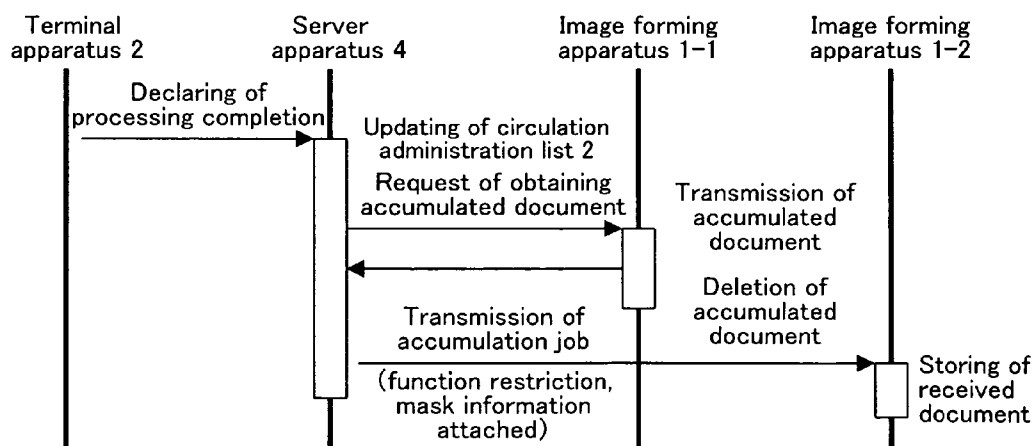 Terminal
apparatus 2
Server
apparatus 4
Image forming
apparatus 1-1
Image forming
apparatus 1-2
Declaring of
processing completion
Updating of circulation
administration list 2
Request of obtaining
accumulated document
Transmission of
accumulated
document
Deletion of
accumulated
document
Transmission of
accumulation job
(function restriction,
mask information
attached)
Storing of
received
document